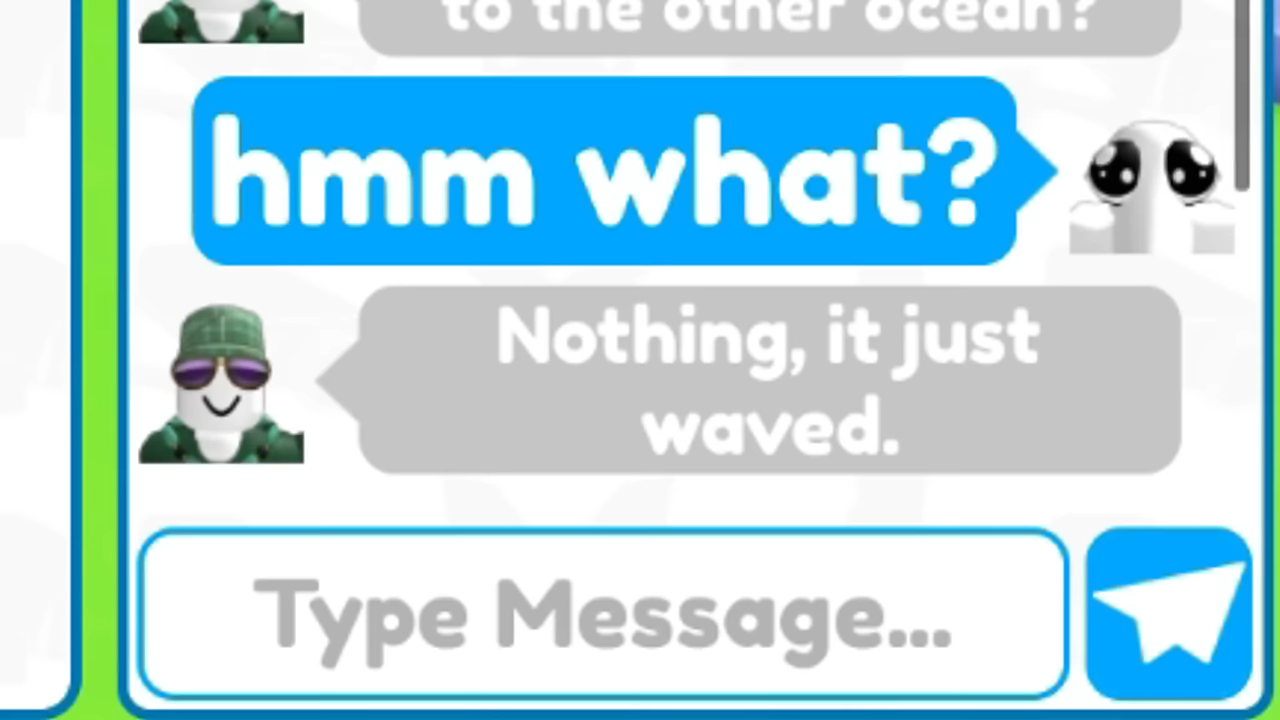 to the other ocean?
hmm what?
Nothing, it just
waved.
Type Message...